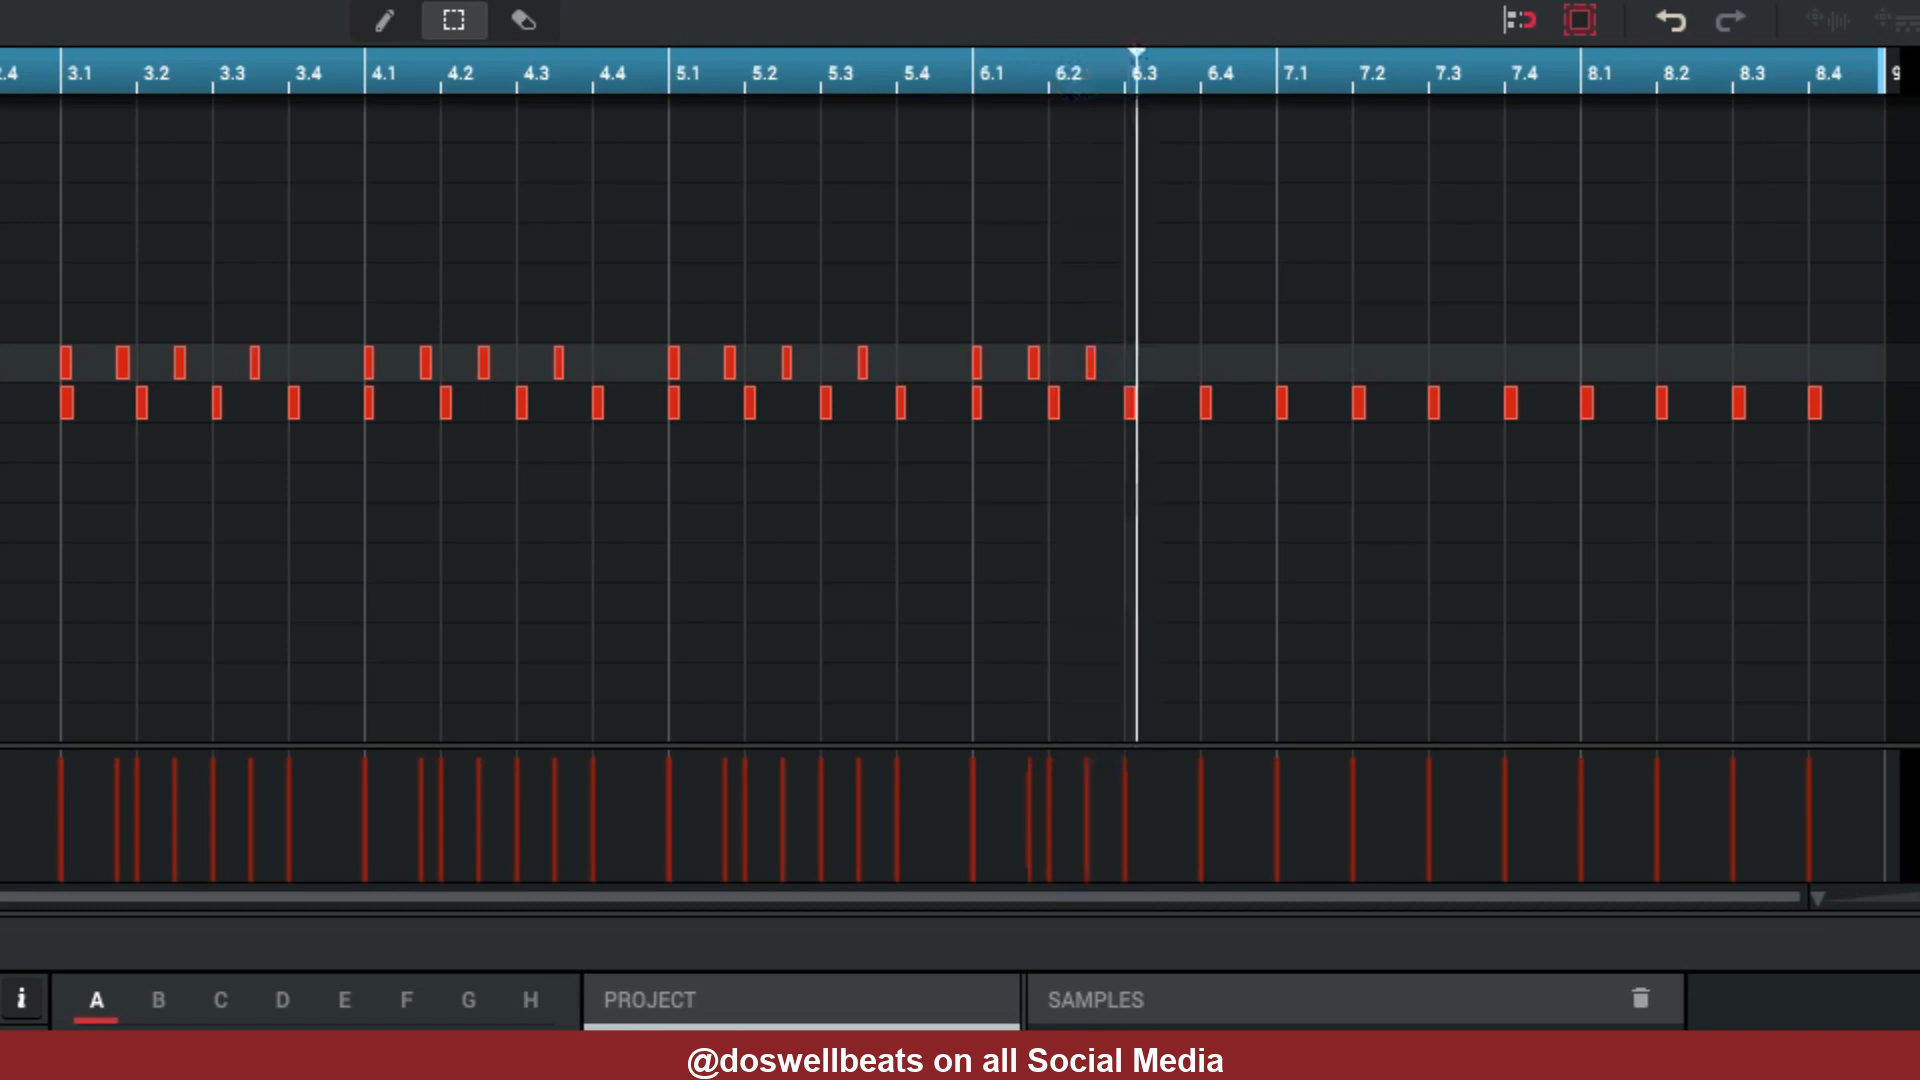 .4 3.1 3.2 3.3 3.4 4.1 4.2 4.3 4.4 5.1 5.2 5.3 5.4 6.1 6.2 6.3 6.4 7.1 7.2 7.3 7.4 8.1 8.2 8.3 8.4 9
i A B C D E F G H PROJECT SAMPLES
@doswellbeats on all Social Media